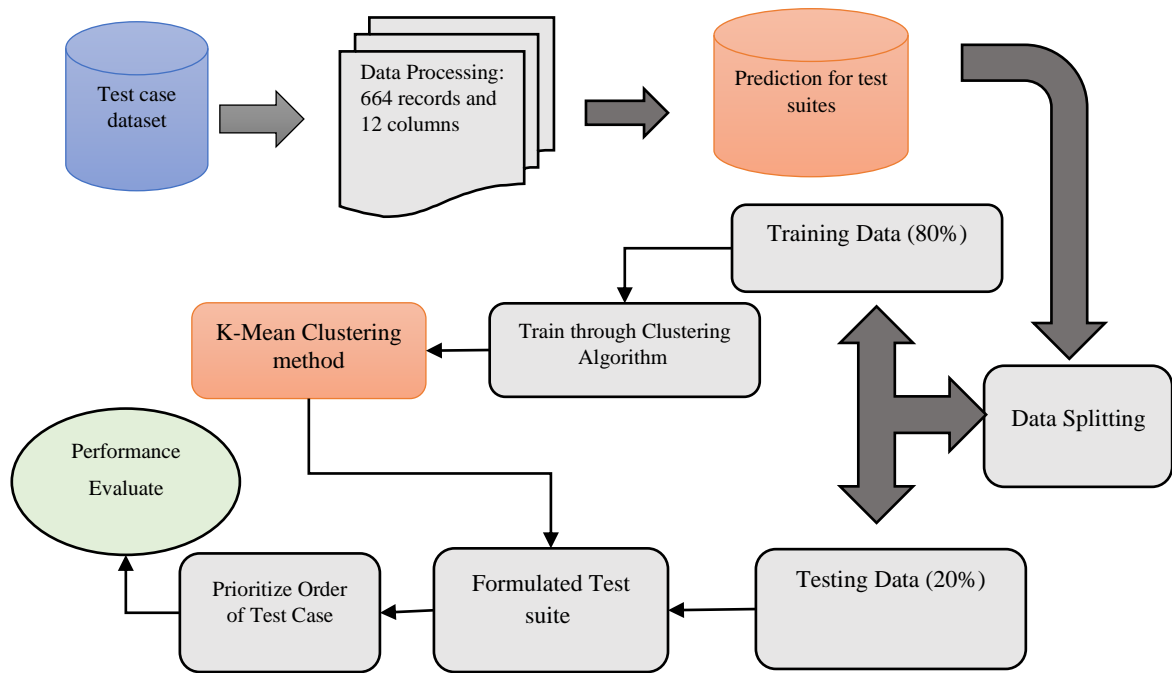 Test case
dataset
Data Processing:
664 records and
12 columns
Prediction for test
suites
Training Data (80%)
K-Mean Clustering
method
Train through Clustering
Algorithm
Data Splitting
Performance
Evaluate
Prioritize Order
of Test Case
Formulated Test
suite
Testing Data (20%)